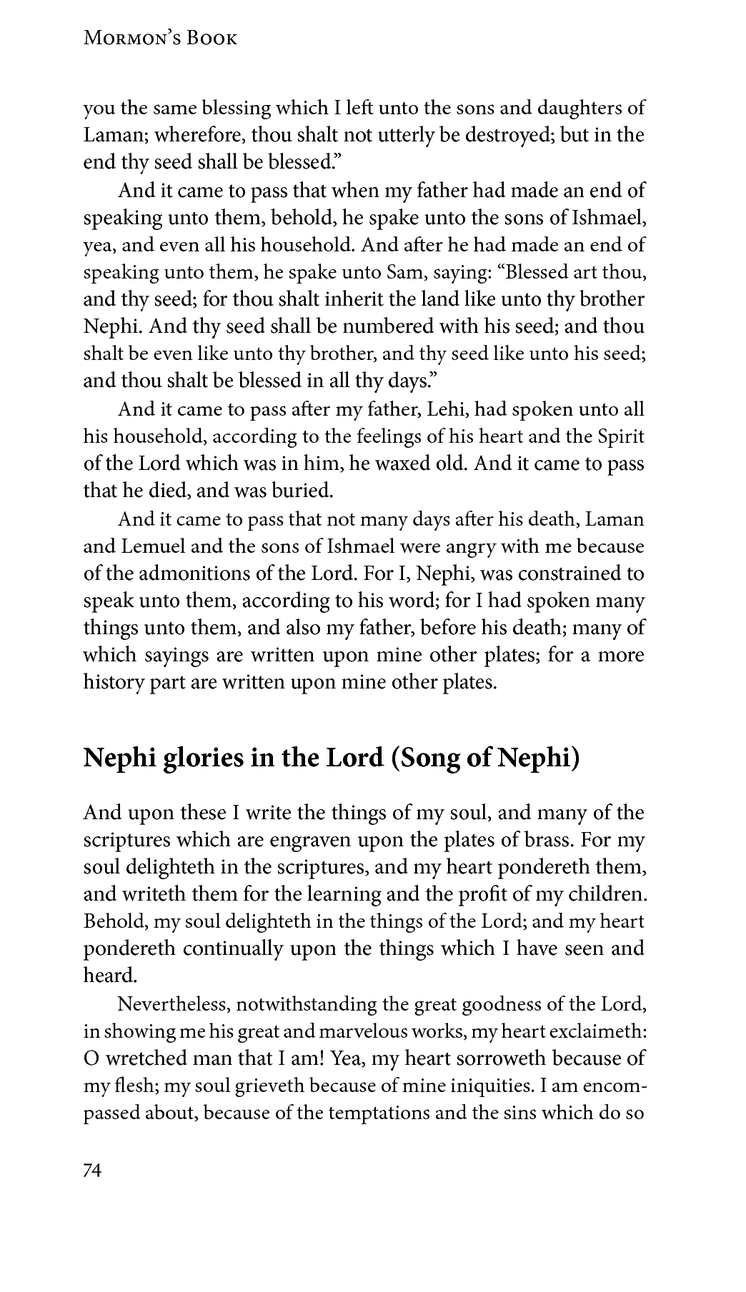 Mormon’s Book
you the same blessing which I left unto the sons and daughters of
Laman; wherefore, thou shalt not utterly be destroyed; but in the
end thy seed shall be blessed.”
And it came to pass that when my father had made an end of
speaking unto them, behold, he spake unto the sons of Ishmael,
yea, and even all his household. And after he had made an end of
speaking unto them, he spake unto Sam, saying: “Blessed art thou,
and thy seed; for thou shalt inherit the land like unto thy brother
Nephi. And thy seed shall be numbered with his seed; and thou
shalt be even like unto thy brother, and thy seed like unto his seed;
and thou shalt be blessed in all thy days.”
And it came to pass after my father, Lehi, had spoken unto all
his household, according to the feelings of his heart and the Spirit
of the Lord which was in him, he waxed old. And it came to pass
that he died, and was buried.
And it came to pass that not many days after his death, Laman
and Lemuel and the sons of Ishmael were angry with me because
of the admonitions of the Lord. For I, Nephi, was constrained to
speak unto them, according to his word; for I had spoken many
things unto them, and also my father, before his death; many of
which sayings are written upon mine other plates; for a more
history part are written upon mine other plates.
Nephi glories in the Lord (Song of Nephi)
And upon these I write the things of my soul, and many of the
scriptures which are engraven upon the plates of brass. For my
soul delighteth in the scriptures, and my heart pondereth them,
and writeth them for the learning and the profit of my children.
Behold, my soul delighteth in the things of the Lord; and my heart
pondereth continually upon the things which I have seen and
heard.
Nevertheless, notwithstanding the great goodness of the Lord,
in showing me his great and marvelous works, my heart exclaimeth:
O wretched man that I am! Yea, my heart sorroweth because of
my flesh; my soul grieveth because of mine iniquities. I am encom-
passed about, because of the temptations and the sins which do so
74